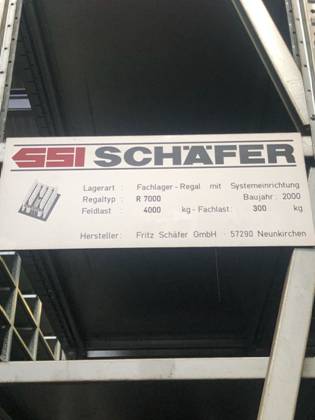 SSI SCHÄFER
Lagerart : Fachlager - Regal mit Systemeinrichtung
Regaltyp : R 7000 Baujahr : 2000
Feldlast : 4000 kg - Fachlast : 300 kg
Hersteller : Fritz Schäfer GmbH · 57290 Neunkirchen